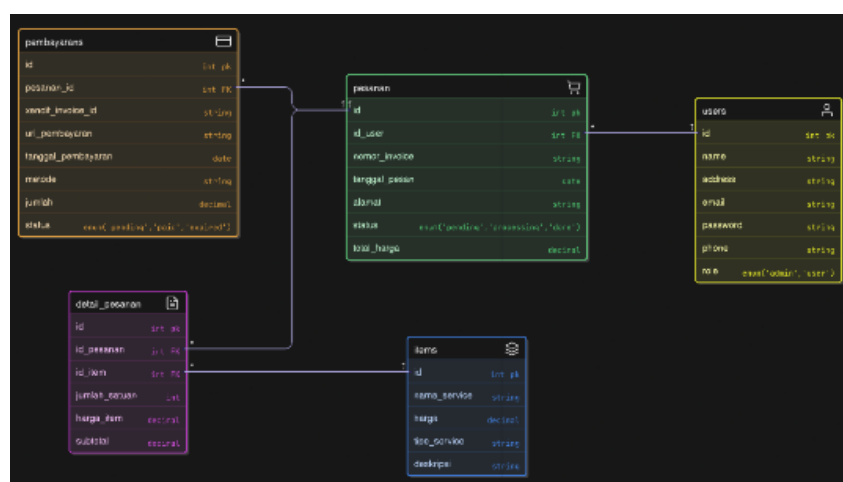 pembayarans
id int pk
pesanan_id int FK
xendit_invoice_id string
url_pembayaran string
tanggal_pembayaran date
metode string
jumlah decimal
status enum('pending','paid','expired')
pesanan
id int pk
id_user int FK
nomor_invoice string
tanggal_pesan date
alamat string
status enum('pending','processing','done')
total_harga decimal
users
id int pk
name string
address string
email string
password string
phone string
role enum('admin','user')
detail_pesanan
id int pk
id_pesanan int FK
id_item int FK
jumlah_satuan int
harga_item decimal
subtotal decimal
items
id int pk
nama_service string
harga decimal
tipe_service string
deskripsi string